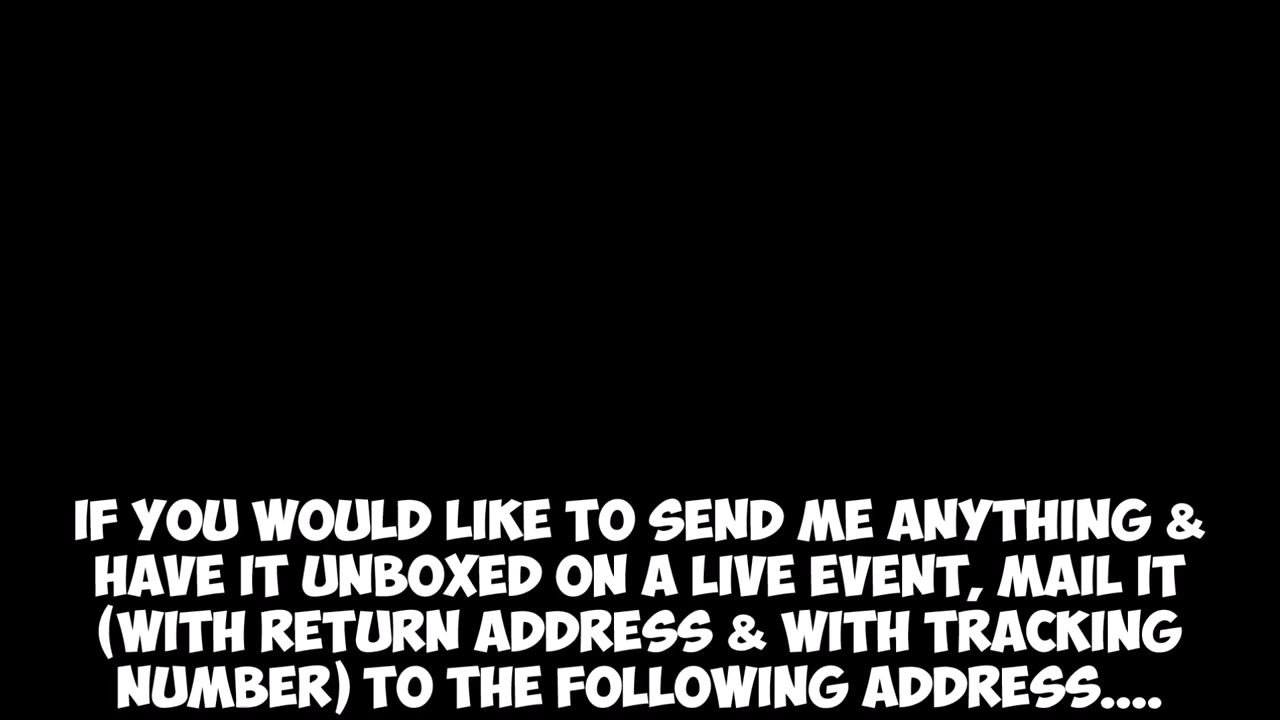 IF YOU WOULD LIKE TO SEND ME ANYTHING &
HAVE IT UNBOXED ON A LIVE EVENT, MAIL IT
(WITH RETURN ADDRESS & WITH TRACKING
NUMBER) TO THE FOLLOWING ADDRESS....